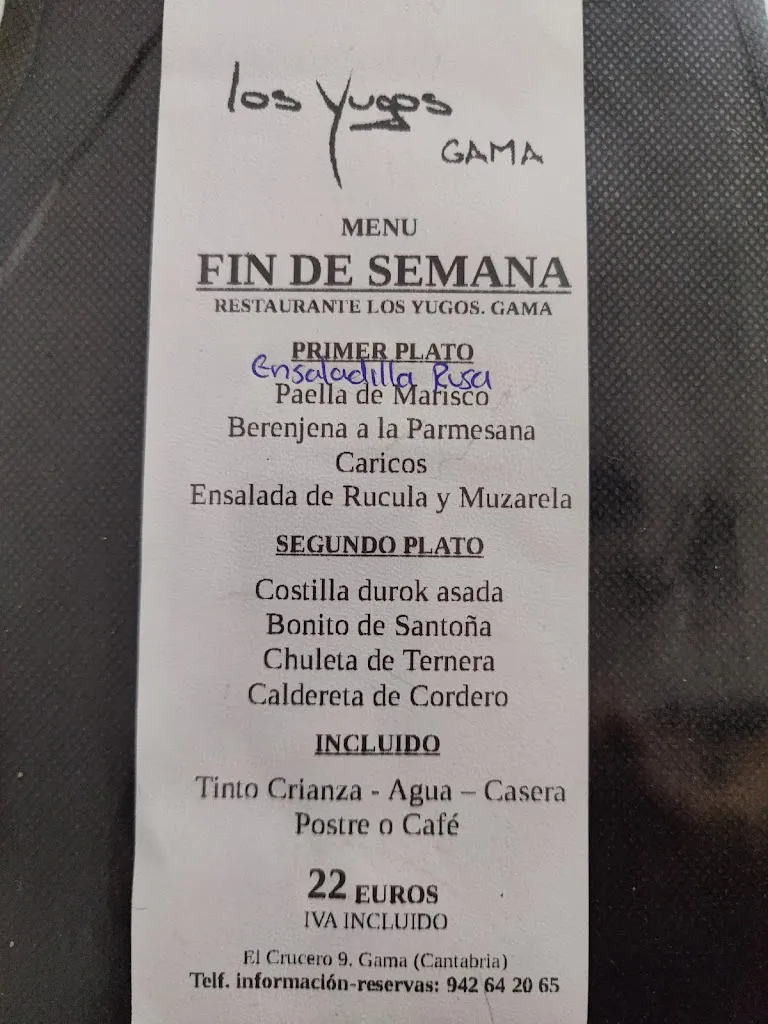 los Yugos
GAMA
MENU
FIN DE SEMANA
RESTAURANTE LOS YUGOS. GAMA
PRIMER PLATO
Ensaladilla Rusa
Paella de Marisco
Berenjena a la Parmesana
Caricos
Ensalada de Rucula y Muzarela
SEGUNDO PLATO
Costilla durok asada
Bonito de Santoña
Chuleta de Ternera
Caldereta de Cordero
INCLUIDO
Tinto Crianza - Agua – Casera
Postre o Café
22 EUROS
IVA INCLUIDO
El Crucero 9. Gama (Cantabria)
Telf. información-reservas: 942 64 20 65